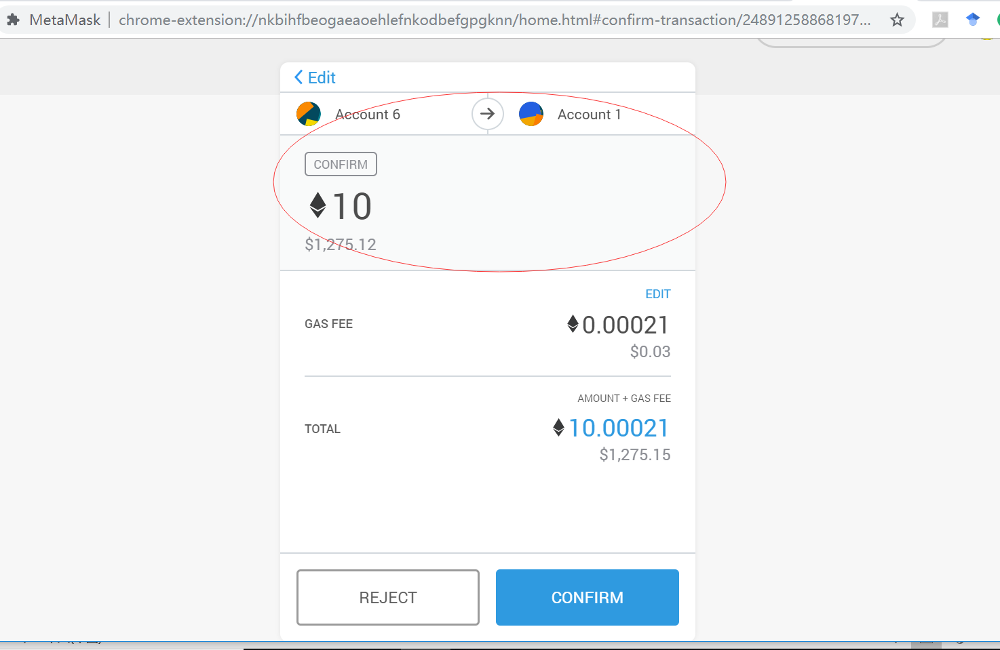 MetaMask | chrome-extension://nkbihfbeogaeaoehlefnkodbefgpgknn/home.html#confirm-transaction/24891258868197...
Edit
Account 6
Account 1
CONFIRM
10
$1,275.12
EDIT
GAS FEE
0.00021
$0.03
AMOUNT + GAS FEE
TOTAL
10.00021
$1,275.15
REJECT
CONFIRM